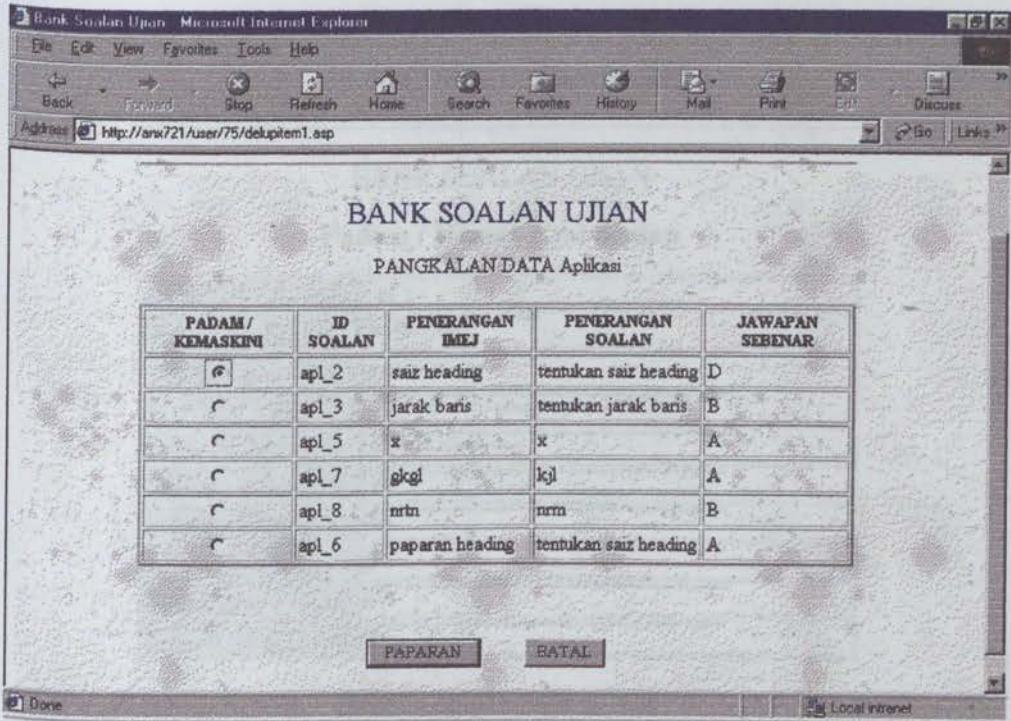 Bank Soalan Ujian - Microsoft Internet Explorer
File Edit View Favorites Tools Help
Back Forward Stop Refresh Home Search Favorites History Mail Print Edit Discuss
Address http://anx721/user/75/delupitem1.asp Go Links
BANK SOALAN UJIAN
PANGKALAN DATA Aplikasi
PADAM / KEMASKINI ID SOALAN PENERANGAN IMEJ PENERANGAN SOALAN JAWAPAN SEBENAR
apl_2 saiz heading tentukan saiz heading D
apl_3 jarak baris tentukan jarak baris B
apl_5 x x A
apl_7 gkgl kjl A
apl_8 nrtn nrm B
apl_6 paparan heading tentukan saiz heading A
PAPARAN BATAL
Done Local intranet